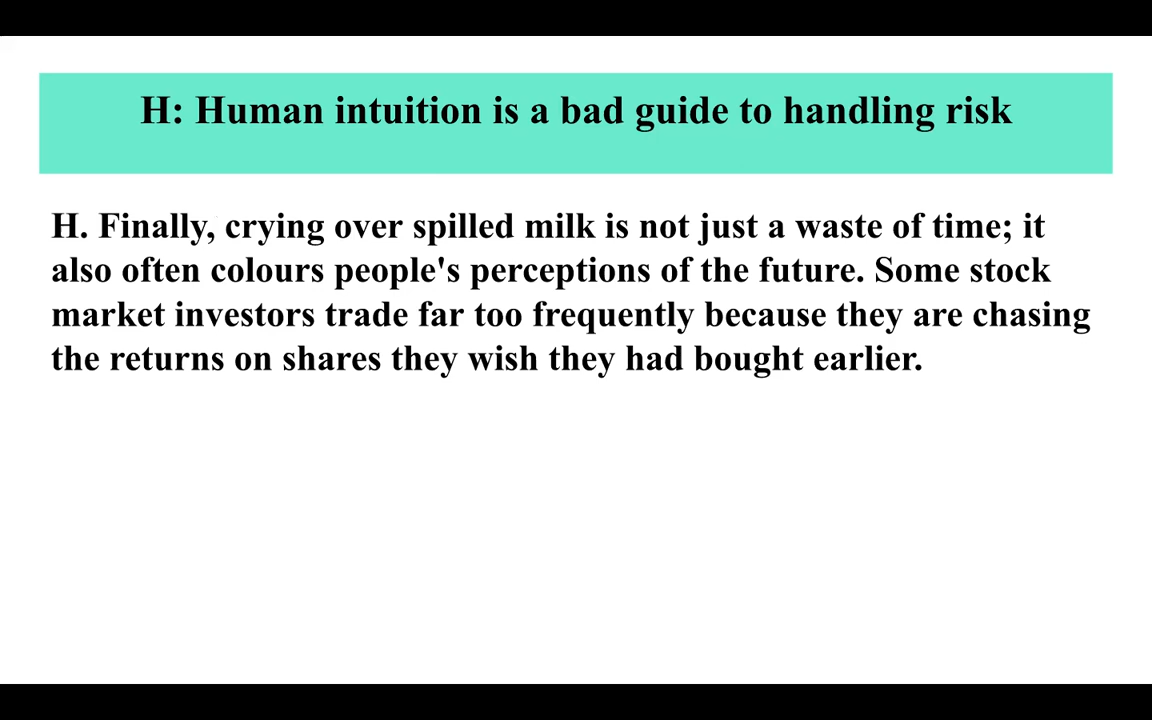 H: Human intuition is a bad guide to handling risk
H. Finally, crying over spilled milk is not just a waste of time; it
also often colours people's perceptions of the future. Some stock
market investors trade far too frequently because they are chasing
the returns on shares they wish they had bought earlier.